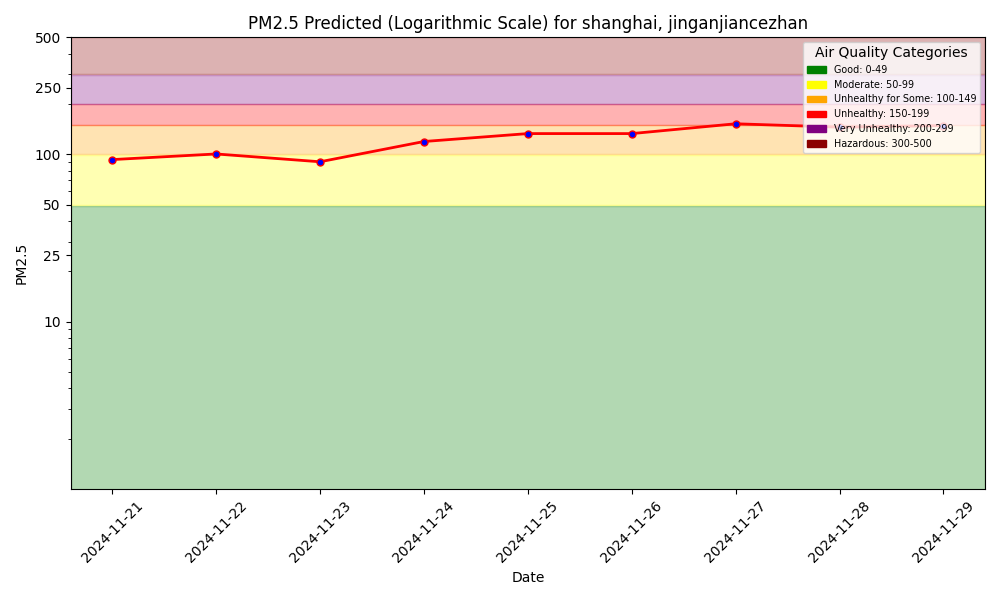 PM2.5 Predicted (Logarithmic Scale) for shanghai, jinganjiancezhan
500
250
100
50
25
10
PM2.5
Air Quality Categories
Good: 0-49
Moderate: 50-99
Unhealthy for Some: 100-149
Unhealthy: 150-199
Very Unhealthy: 200-299
Hazardous: 300-500
2024-11-21
2024-11-22
2024-11-23
2024-11-24
2024-11-25
2024-11-26
2024-11-27
2024-11-28
2024-11-29
Date